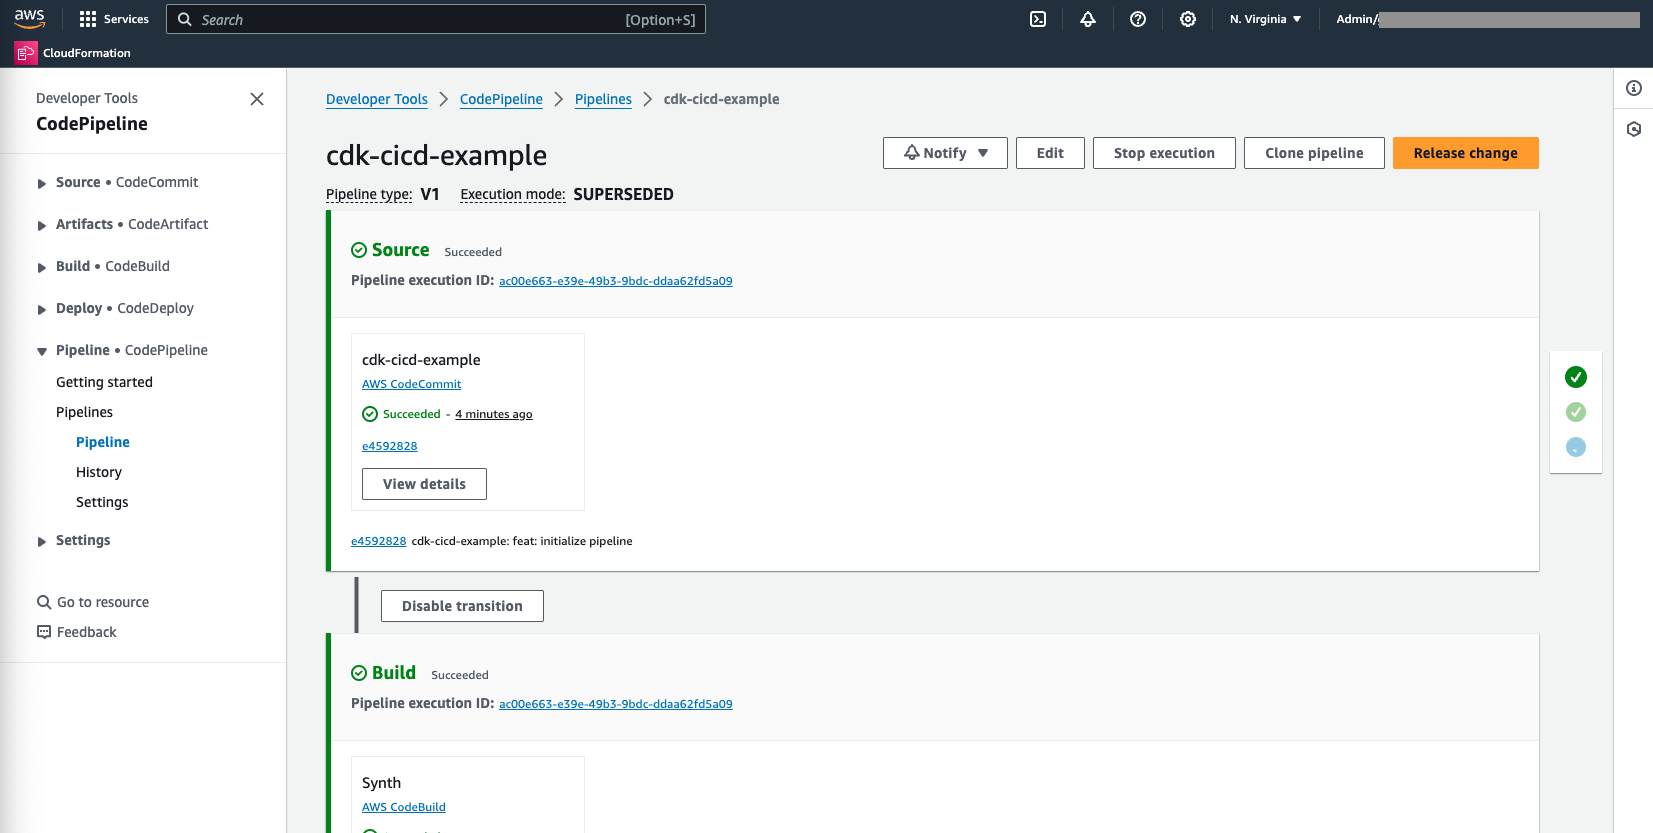 aws
Services
Search
[Option+S]
N. Virginia
Admin/
CloudFormation
Developer Tools
CodePipeline
Source • CodeCommit
Artifacts • CodeArtifact
Build • CodeBuild
Deploy • CodeDeploy
Pipeline • CodePipeline
Getting started
Pipelines
Pipeline
History
Settings
Settings
Go to resource
Feedback
Developer Tools
CodePipeline
Pipelines
cdk-cicd-example
cdk-cicd-example
Notify
Edit
Stop execution
Clone pipeline
Release change
Pipeline type: V1 Execution mode: SUPERSEDED
Source Succeeded
Pipeline execution ID: ac00e663-e39e-49b3-9bdc-ddaa62fd5a09
cdk-cicd-example
AWS CodeCommit
Succeeded - 4 minutes ago
e4592828
View details
e4592828 cdk-cicd-example: feat: initialize pipeline
Disable transition
Build Succeeded
Pipeline execution ID: ac00e663-e39e-49b3-9bdc-ddaa62fd5a09
Synth
AWS CodeBuild